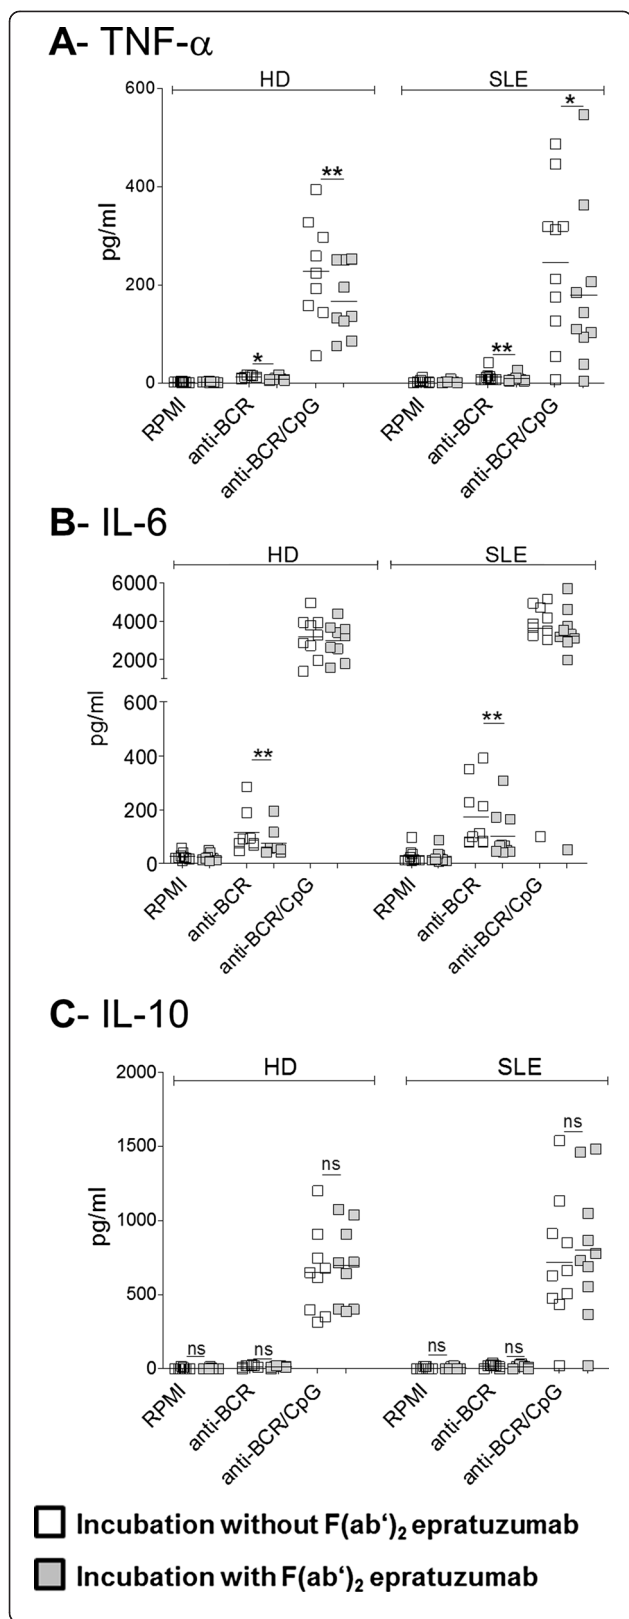 A- TNF-α
HD SLE
600
400
200
0
pg/ml
** *
* **
RPMI anti-BCR anti-BCR/CpG RPMI anti-BCR anti-BCR/CpG
B- IL-6
HD SLE
6000
4000
2000
600
400
200
0
pg/ml
** **
RPMI anti-BCR anti-BCR/CpG RPMI anti-BCR anti-BCR/CpG
C- IL-10
HD SLE
2000
1500
1000
500
0
pg/ml
ns ns
ns ns ns ns
RPMI anti-BCR anti-BCR/CpG RPMI anti-BCR anti-BCR/CpG
Incubation without F(ab‘)₂ epratuzumab
Incubation with F(ab‘)₂ epratuzumab